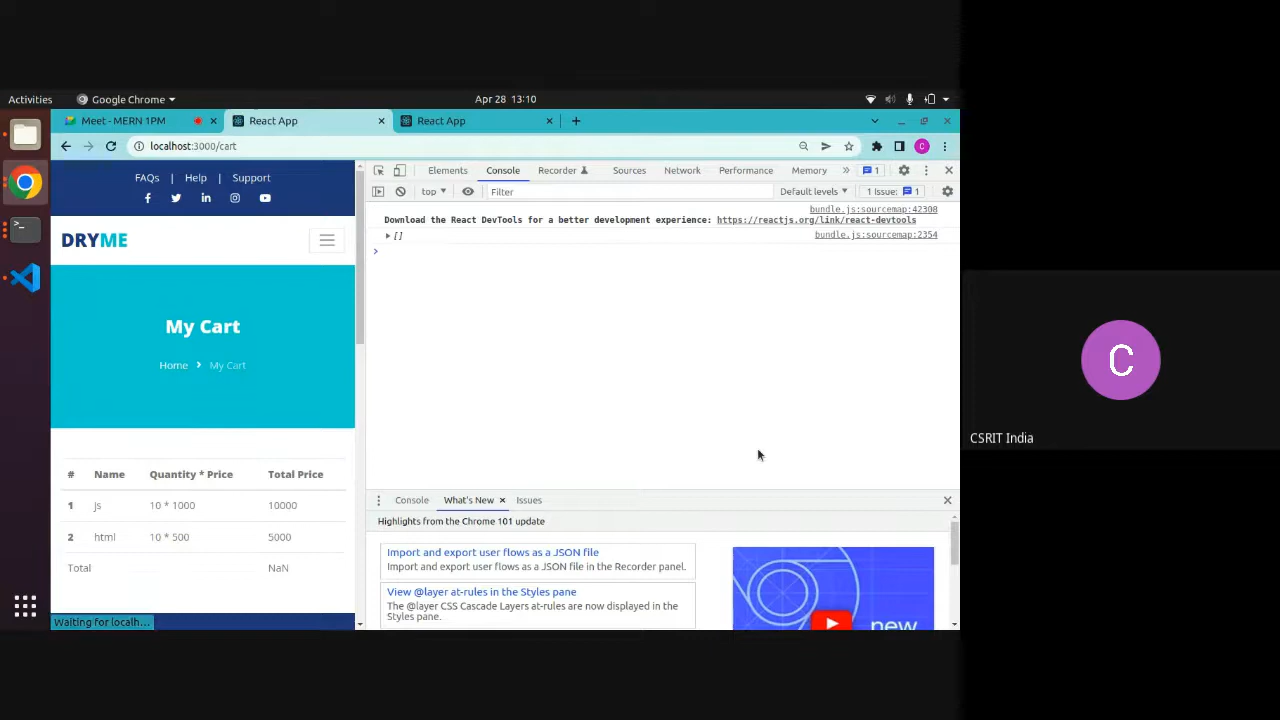 Activities
Google Chrome
Apr 28 13:10
Meet - MERN 1PM
React App
React App
localhost:3000/cart
C
FAQs | Help | Support
DRYME
My Cart
Home > My Cart
# Name Quantity * Price Total Price
1 js 10 * 1000 10000
2 html 10 * 500 5000
Total NaN
Waiting for localh...
Elements Console Recorder Sources Network Performance Memory » 1
top Filter Default levels 1 Issue: 1
bundle.js:sourcemap:42308
Download the React DevTools for a better development experience: https://reactjs.org/link/react-devtools
[] bundle.js:sourcemap:2354
Console What's New Issues
Highlights from the Chrome 101 update
Import and export user flows as a JSON file
Import and export user flows as a JSON file in the Recorder panel.
View @layer at-rules in the Styles pane
The @layer CSS Cascade Layers at-rules are now displayed in the
Styles pane.
new
C
CSRIT India